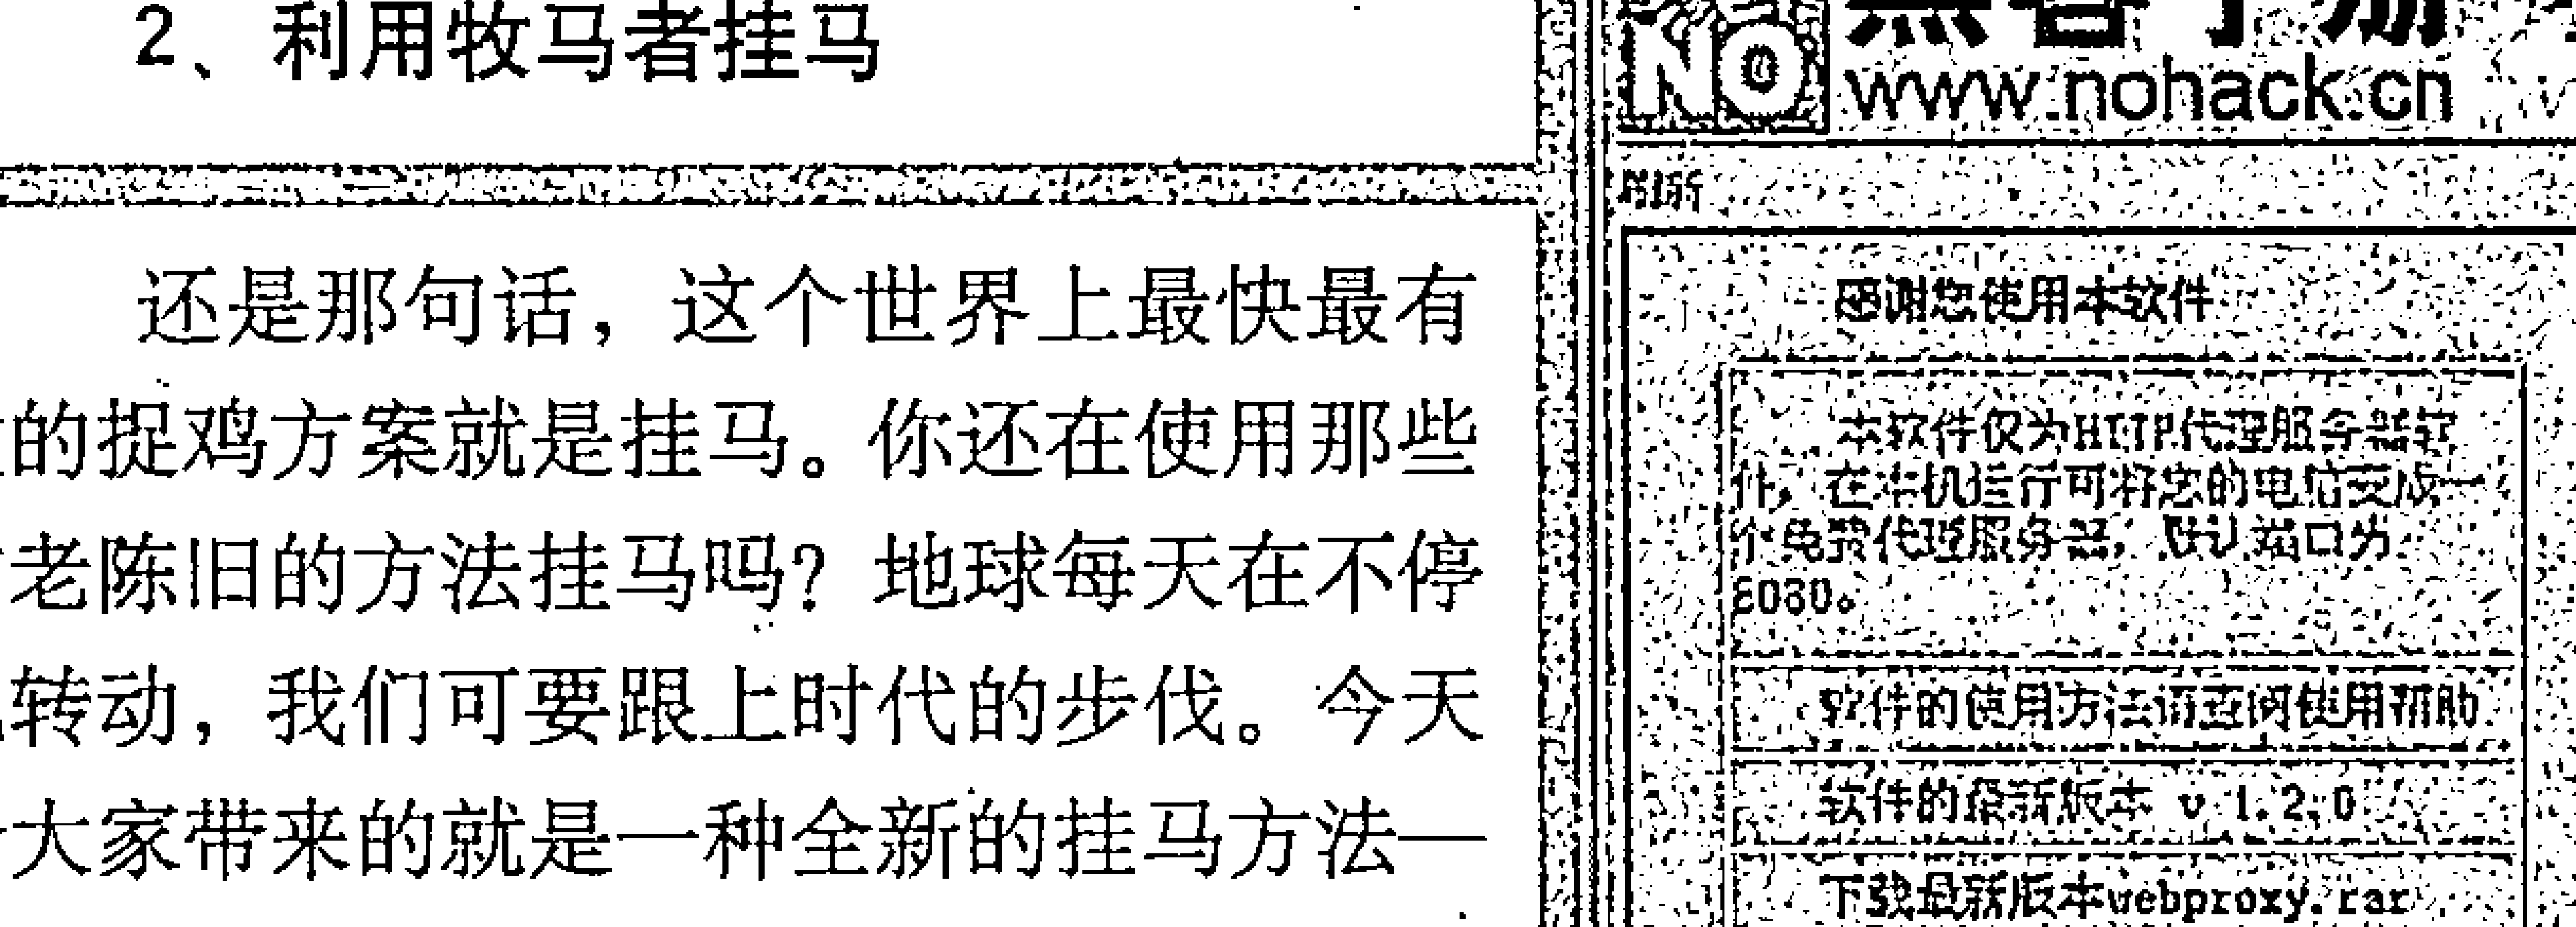 2、利用牧马者挂马
还是那句话，这个世界上最快最有
的捉鸡方案就是挂马。你还在使用那些
老陈旧的方法挂马吗？地球每天在不停
转动，我们可要跟上时代的步伐。今天
大家带来的就是一种全新的挂马方法—
NO
www.nohack.cn
刷新
感谢您使用本软件
本软件仅为HTTP代理服务器软
件，在本机运行可将您的电脑变成一
个免费代理服务器，默认端口为
8080。
软件的使用方法请查阅使用帮助
软件的最新版本 v 1.2.0
下载最新版本webproxy.rar